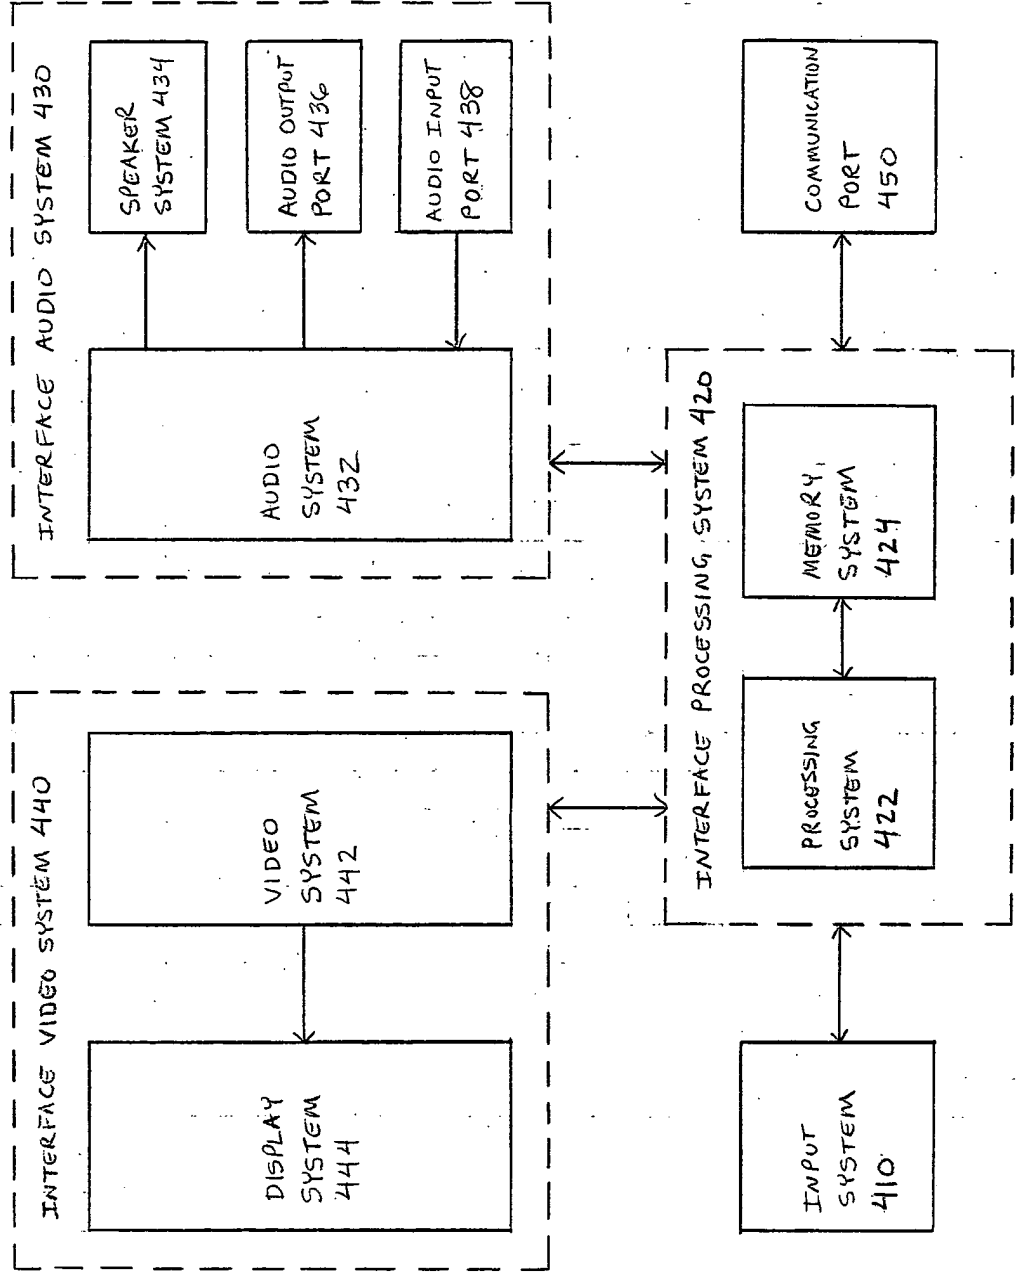 INTERFACE VIDEO SYSTEM 440
DISPLAY
SYSTEM
444
VIDEO
SYSTEM
442
INTERFACE AUDIO SYSTEM 430
AUDIO
SYSTEM
432
SPEAKER
SYSTEM 434
AUDIO OUTPUT
PORT 436
AUDIO INPUT
PORT 438
INPUT
SYSTEM
410
INTERFACE PROCESSING SYSTEM 420
PROCESSING
SYSTEM
422
MEMORY
SYSTEM
424
COMMUNICATION
PORT
450